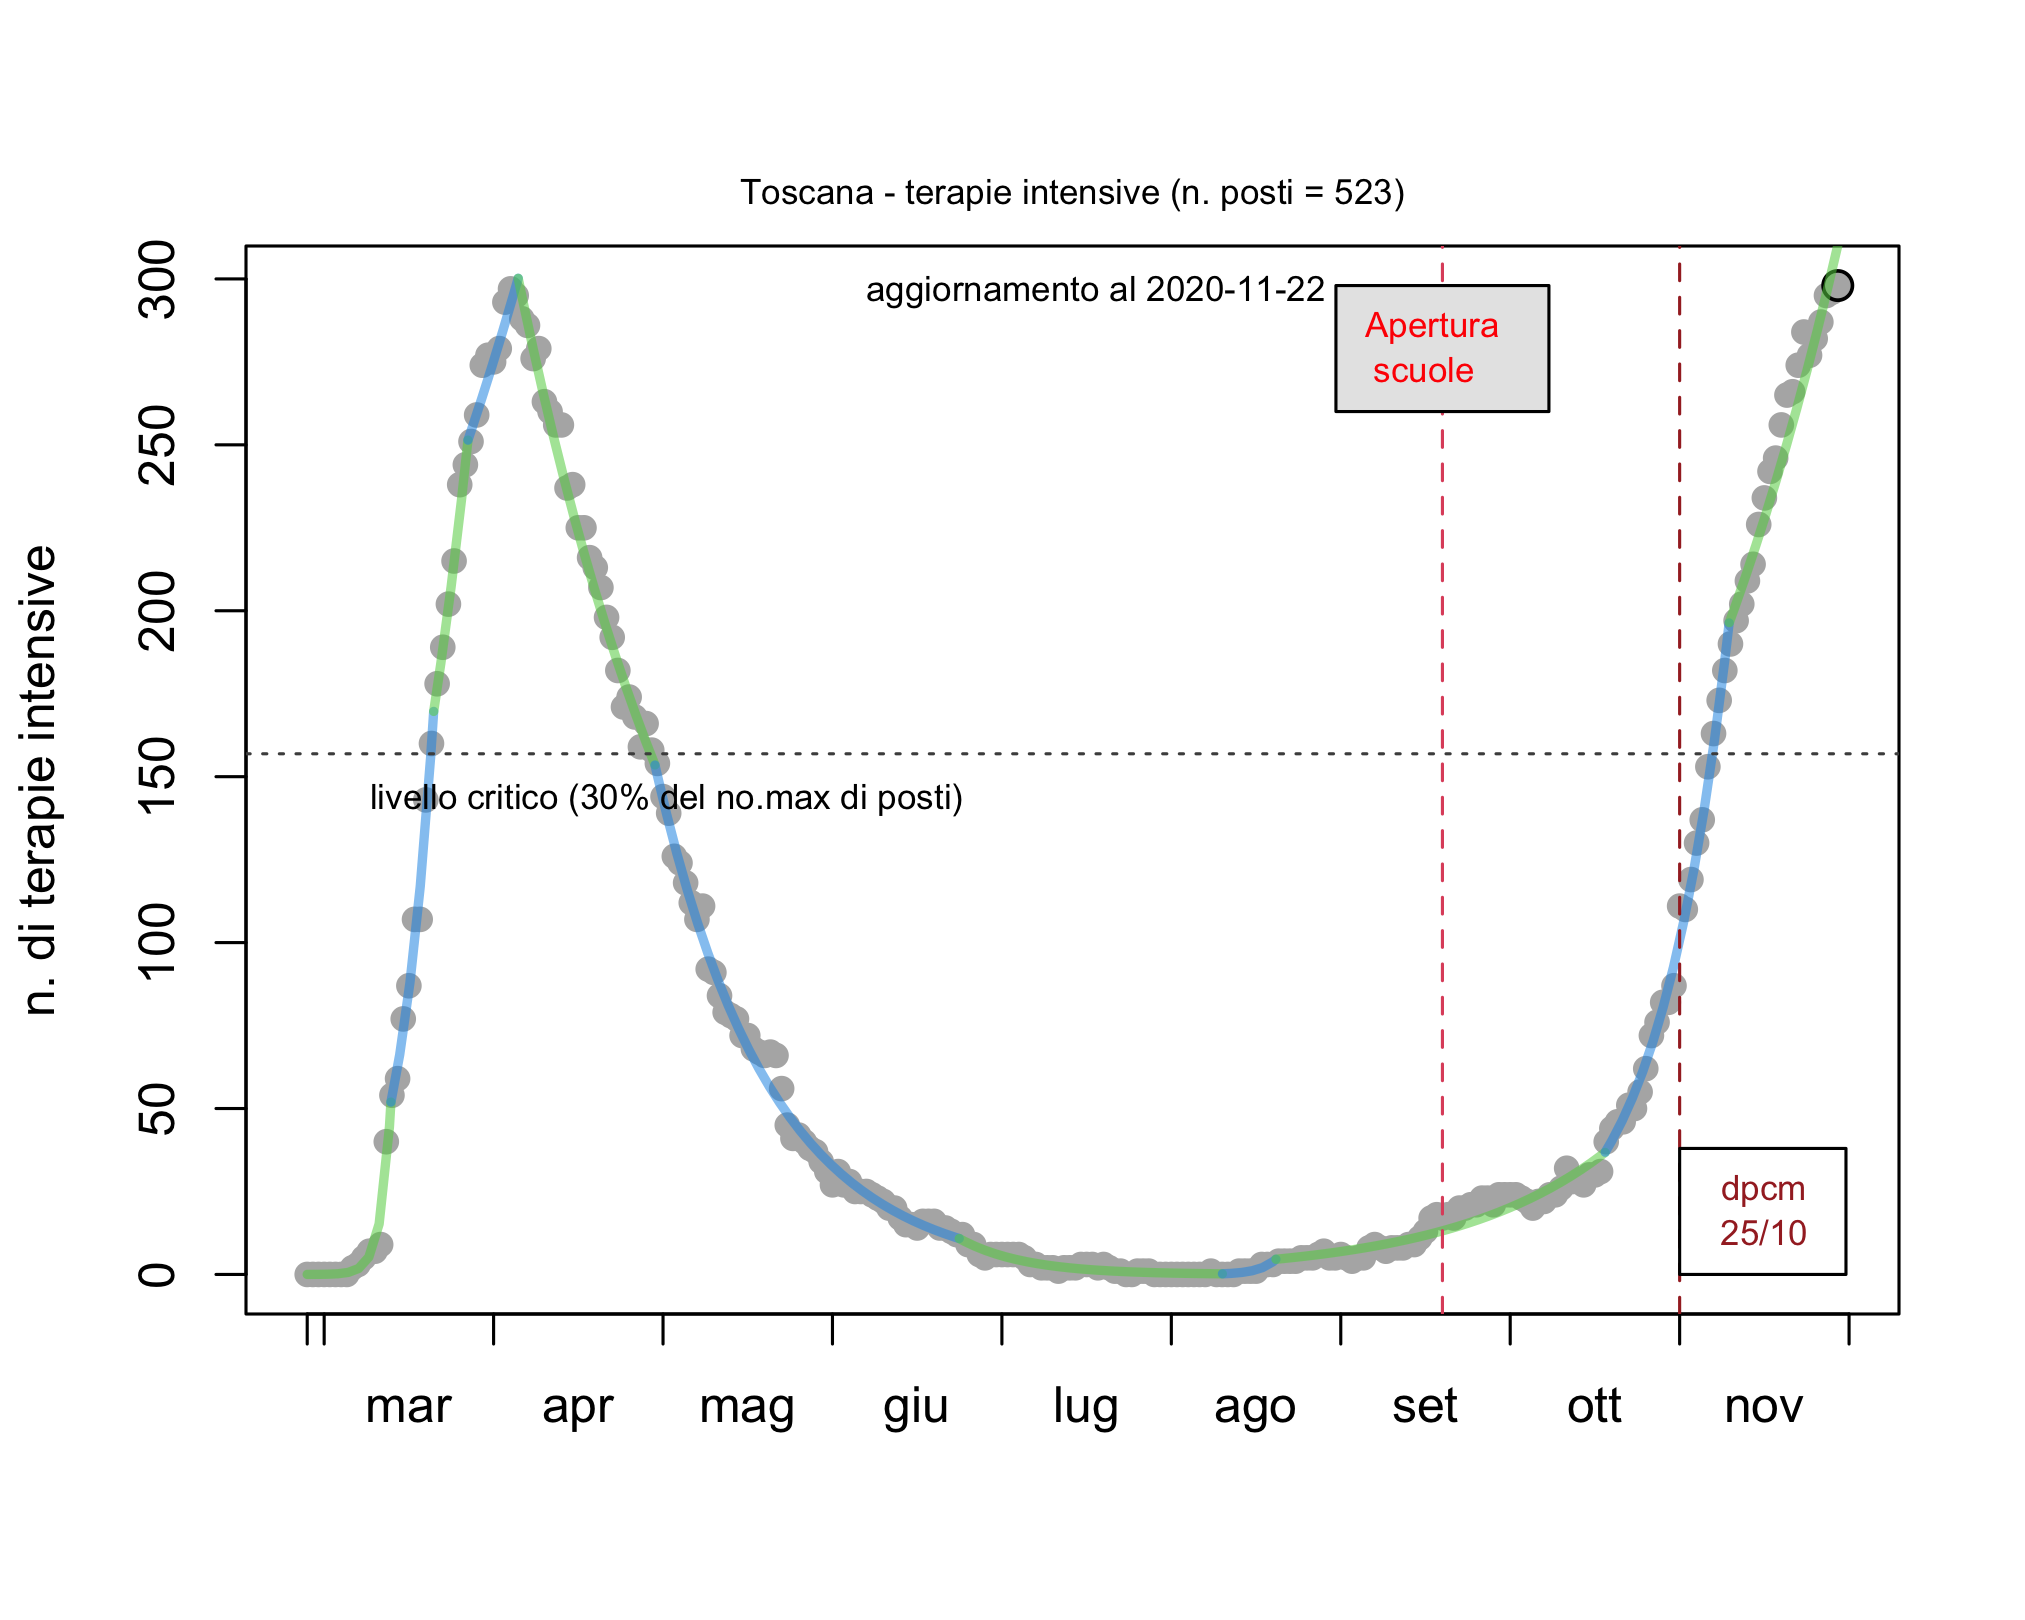 Toscana - terapie intensive (n. posti = 523)
aggiornamento al 2020-11-22
Apertura
scuole
n. di terapie intensive
300
250
200
150
100
50
0
livello critico (30% del no.max di posti)
dpcm
25/10
mar apr mag giu lug ago set ott nov